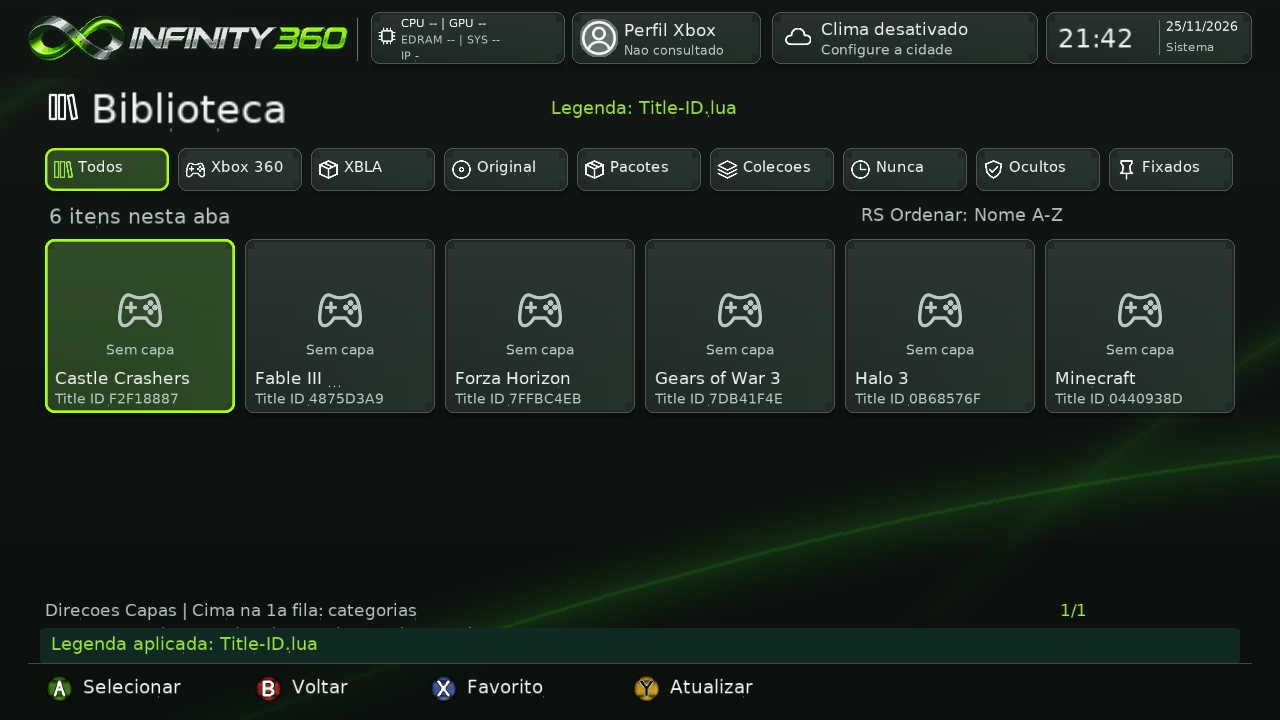 INFINITY 360
CPU -- | GPU --
EDRAM -- | SYS --
IP -
Perfil Xbox
Nao consultado
Clima desativado
Configure a cidade
21:42
25/11/2026
Sistema
Biblioteca
Legenda: Title-ID.lua
Todos
Xbox 360
XBLA
Original
Pacotes
Colecoes
Nunca
Ocultos
Fixados
6 itens nesta aba
RS Ordenar: Nome A-Z
Sem capa
Castle Crashers
Title ID F2F18887
Sem capa
Fable III ...
Title ID 4875D3A9
Sem capa
Forza Horizon
Title ID 7FFBC4EB
Sem capa
Gears of War 3
Title ID 7DB41F4E
Sem capa
Halo 3
Title ID 0B68576F
Sem capa
Minecraft
Title ID 0440938D
Direcoes Capas | Cima na 1a fila: categorias
1/1
Legenda aplicada: Title-ID.lua
A Selecionar
B Voltar
X Favorito
Y Atualizar